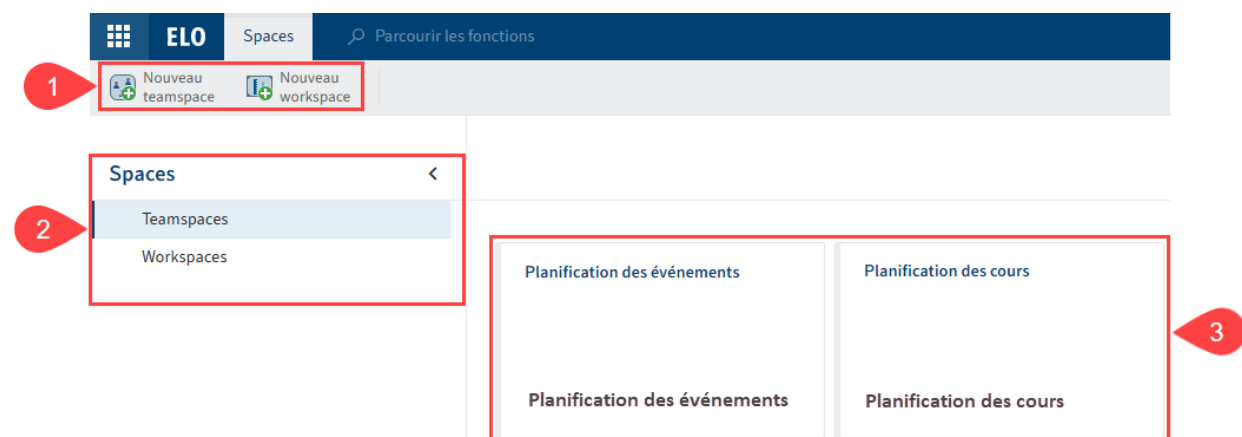 ELO Spaces Parcourir les fonctions
1
Nouveau
teamspace
Nouveau
workspace
Spaces
2
Teamspaces
Workspaces
Planification des événements
Planification des cours
3
Planification des événements
Planification des cours